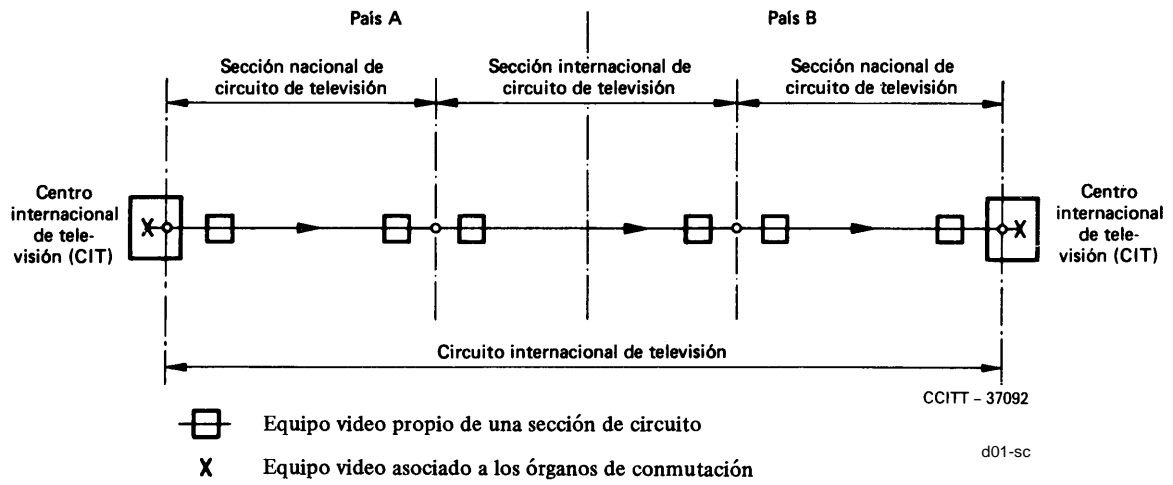 País A
País B
Sección nacional de
circuito de televisión
Sección internacional de
circuito de televisión
Sección nacional de
circuito de televisión
Centro
internacional
de tele-
visión (CIT)
Centro
internacional
de tele-
visión (CIT)
Circuito internacional de televisión
CCITT – 37092
Equipo video propio de una sección de circuito
d01-sc
X Equipo video asociado a los órganos de conmutación